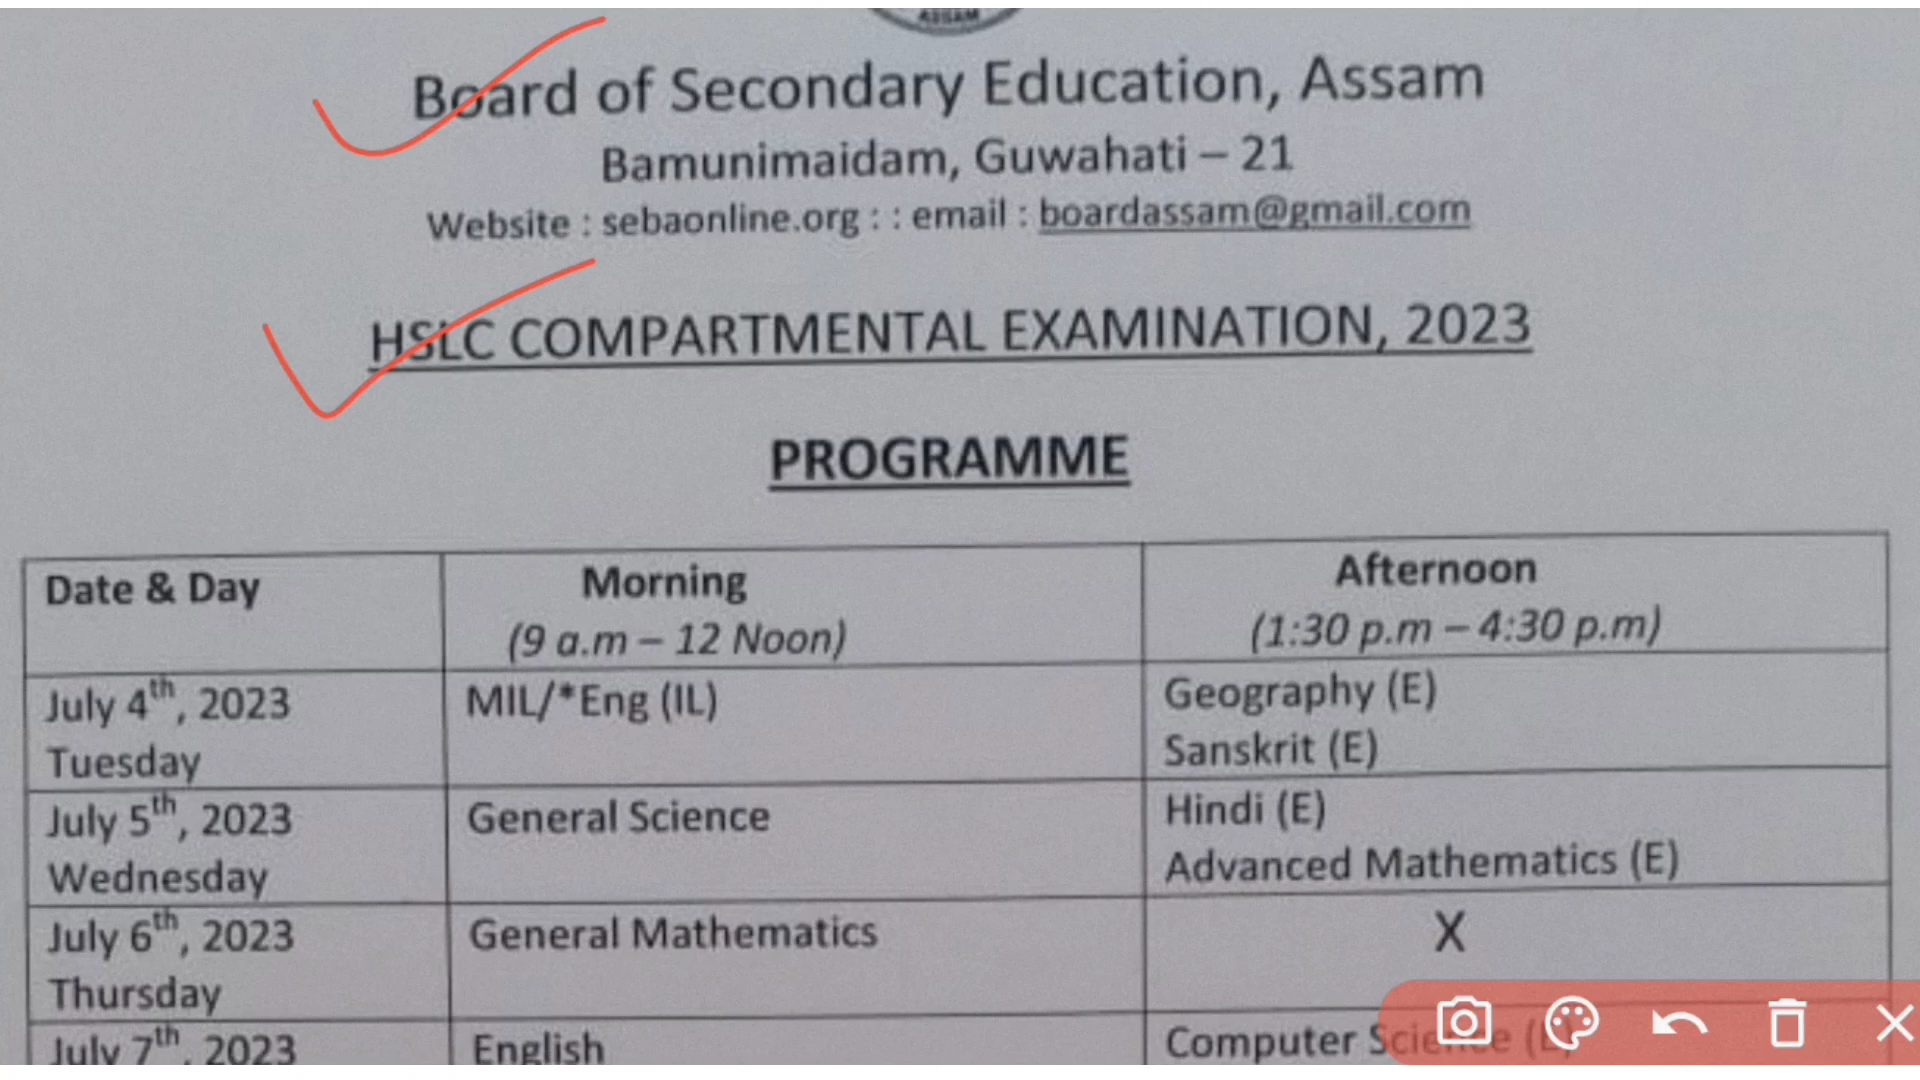 ASSAM
Board of Secondary Education, Assam
Bamunimaidam, Guwahati – 21
Website : sebaonline.org : : email : boardassam@gmail.com
HSLC COMPARTMENTAL EXAMINATION, 2023
PROGRAMME
Date & Day Morning Afternoon
(9 a.m – 12 Noon) (1:30 p.m – 4:30 p.m)
July 4th, 2023 MIL/*Eng (IL) Geography (E)
Tuesday Sanskrit (E)
July 5th, 2023 General Science Hindi (E)
Wednesday Advanced Mathematics (E)
July 6th, 2023 General Mathematics X
Thursday
July 7th, 2023 English Computer Science (E)